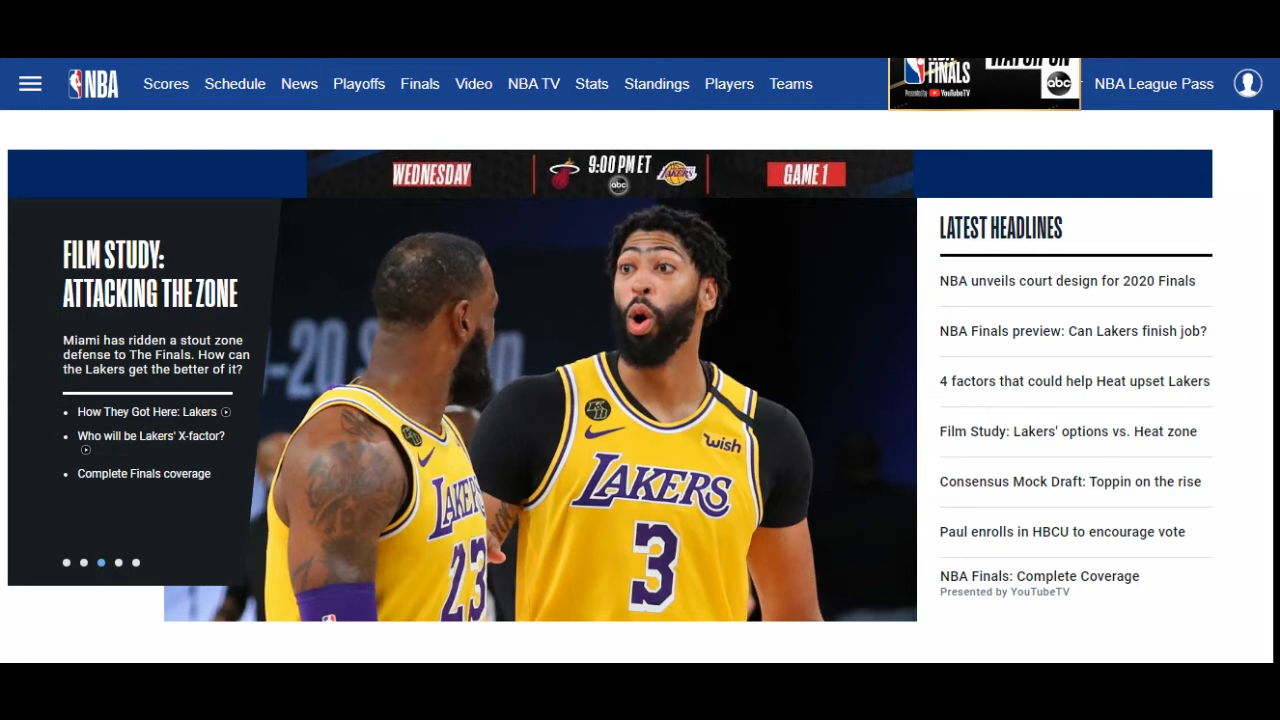 NBA
Scores
Schedule
News
Playoffs
Finals
Video
NBA TV
Stats
Standings
Players
Teams
FINALS
Presented by YouTubeTV
abc
NBA League Pass
WEDNESDAY
9:00 PM ET
abc
LAKERS
GAME 1
FILM STUDY:
ATTACKING THE ZONE
Miami has ridden a stout zone
defense to The Finals. How can
the Lakers get the better of it?
How They Got Here: Lakers
Who will be Lakers' X-factor?
Complete Finals coverage
LAKERS
23
KB
wish
LAKERS
3
LATEST HEADLINES
NBA unveils court design for 2020 Finals
NBA Finals preview: Can Lakers finish job?
4 factors that could help Heat upset Lakers
Film Study: Lakers' options vs. Heat zone
Consensus Mock Draft: Toppin on the rise
Paul enrolls in HBCU to encourage vote
NBA Finals: Complete Coverage
Presented by YouTubeTV